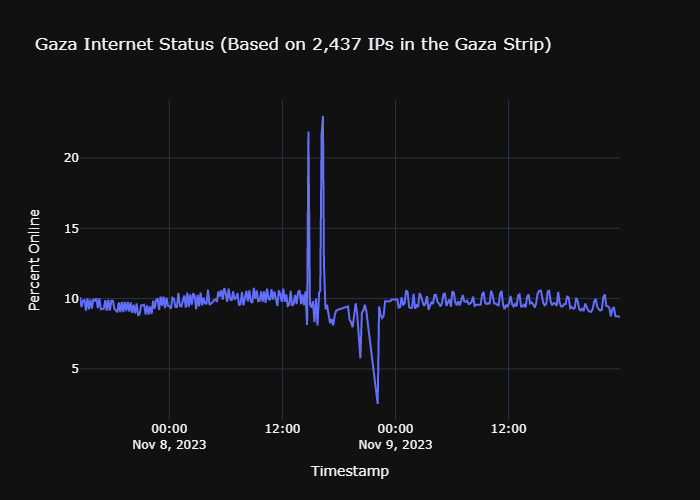 Gaza Internet Status (Based on 2,437 IPs in the Gaza Strip)
20
15
10
5
Percent Online
00:00 12:00 00:00 12:00
Nov 8, 2023 Nov 9, 2023
Timestamp